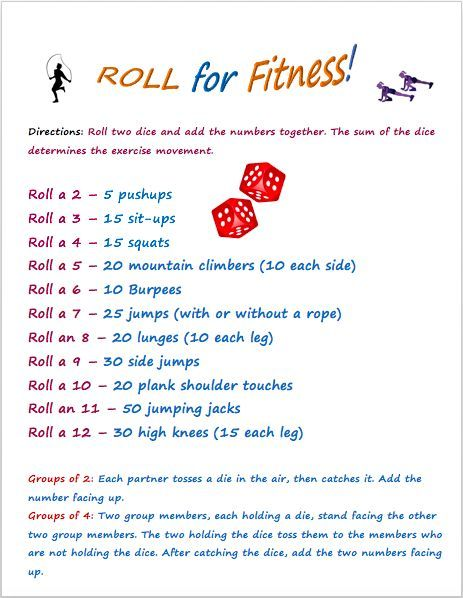 ROLL for Fitness!
Directions: Roll two dice and add the numbers together. The sum of the dice
determines the exercise movement.
Roll a 2 – 5 pushups
Roll a 3 – 15 sit-ups
Roll a 4 – 15 squats
Roll a 5 – 20 mountain climbers (10 each side)
Roll a 6 – 10 Burpees
Roll a 7 – 25 jumps (with or without a rope)
Roll an 8 – 20 lunges (10 each leg)
Roll a 9 – 30 side jumps
Roll a 10 – 20 plank shoulder touches
Roll an 11 – 50 jumping jacks
Roll a 12 – 30 high knees (15 each leg)
Groups of 2: Each partner tosses a die in the air, then catches it. Add the
number facing up.
Groups of 4: Two group members, each holding a die, stand facing the other
two group members. The two holding the dice toss them to the members who
are not holding the dice. After catching the dice, add the two numbers facing
up.